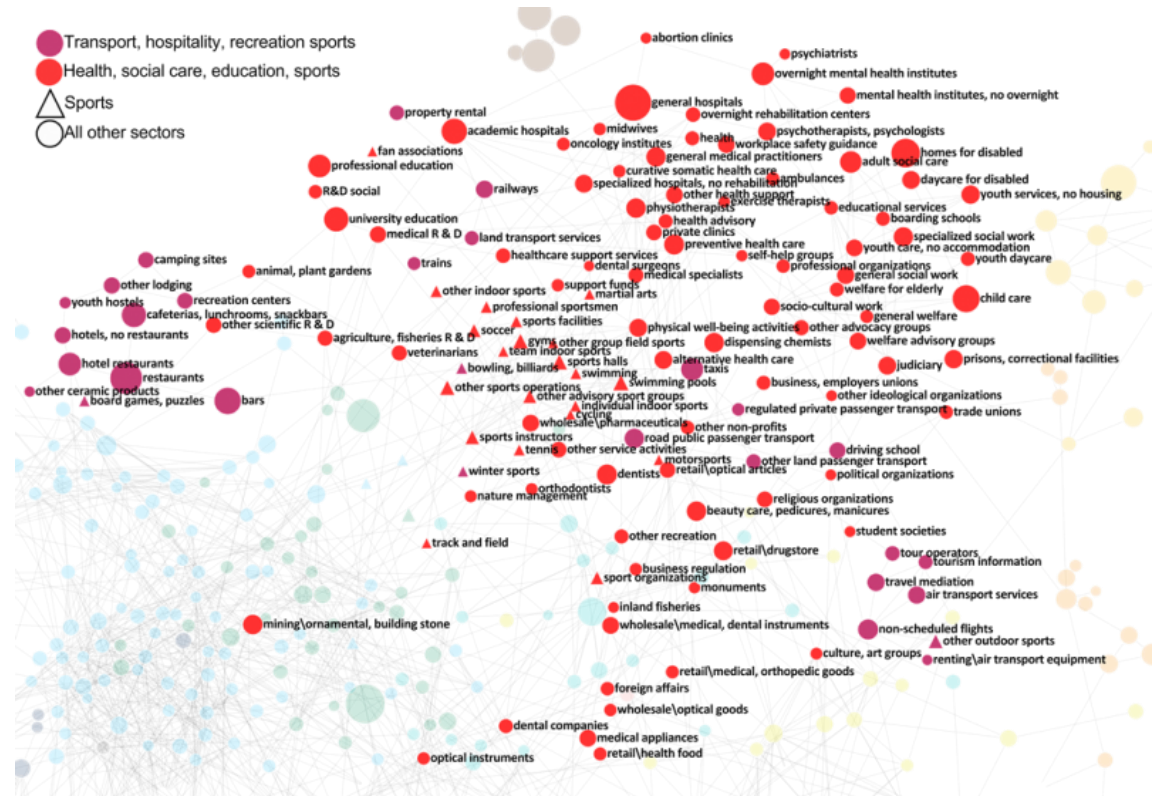 Transport, hospitality, recreation sports
Health, social care, education, sports
Sports
All other sectors
abortion clinics
psychiatrists
overnight mental health institutes
mental health institutes, no overnight
general hospitals
property rental
overnight rehabilitation centers
academic hospitals
midwives
psychotherapists, psychologists
health
oncology institutes
workplace safety guidance
fan associations
homes for disabled
general medical practitioners
adult social care
professional education
curative somatic health care
ambulances
daycare for disabled
specialized hospitals, no rehabilitation
R&D social
railways
other health support
youth services, no housing
exercise therapists
physiotherapists
educational services
university education
health advisory
boarding schools
private clinics
medical R & D
land transport services
specialized social work
preventive health care
youth care, no accommodation
healthcare support services
self-help groups
camping sites
youth daycare
trains
dental surgeons
professional organizations
animal, plant gardens
medical specialists
general social work
other lodging
support funds
welfare for elderly
other indoor sports
martial arts
youth hostels
recreation centers
child care
professional sportsmen
socio-cultural work
cafeterias, lunchrooms, snackbars
general welfare
sports facilities
other scientific R & D
soccer
physical well-being activities
other advocacy groups
hotels, no restaurants
agriculture, fisheries R & D
gyms
other group field sports
dispensing chemists
welfare advisory groups
veterinarians
team indoor sports
alternative health care
prisons, correctional facilities
hotel restaurants
sports halls
judiciary
bowling, billiards
taxis
swimming
restaurants
swimming pools
business, employers unions
other ceramic products
other sports operations
other advisory sport groups
other ideological organizations
board games, puzzles
bars
individual indoor sports
regulated private passenger transport
trade unions
cycling
wholesale\pharmaceuticals
other non-profits
sports instructors
road public passenger transport
tennis
other service activities
driving school
motorsports
other land passenger transport
winter sports
retail\optical articles
dentists
political organizations
orthodontists
nature management
religious organizations
beauty care, pedicures, manicures
student societies
other recreation
track and field
retail\drugstore
tour operators
tourism information
business regulation
sport organizations
travel mediation
monuments
air transport services
inland fisheries
mining\ornamental, building stone
wholesale\medical, dental instruments
non-scheduled flights
other outdoor sports
culture, art groups
renting\air transport equipment
retail\medical, orthopedic goods
foreign affairs
wholesale\optical goods
dental companies
medical appliances
retail\health food
optical instruments